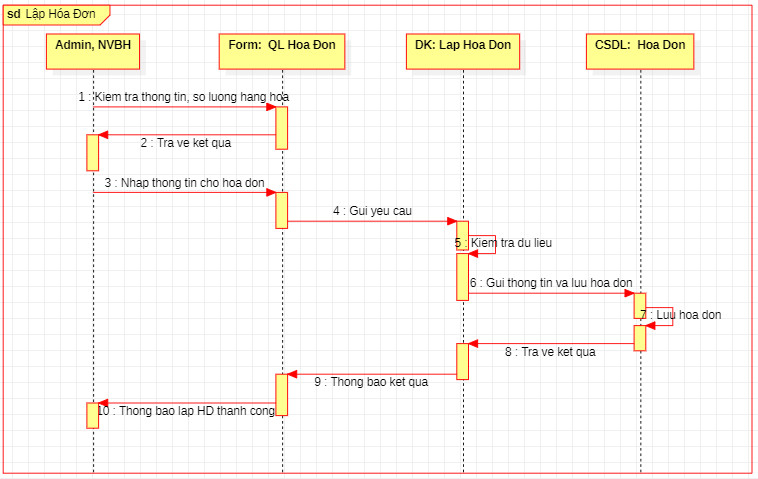 sd Lập Hóa Đơn
Admin, NVBH
Form: QL Hoa Đon
DK: Lap Hoa Don
CSDL: Hoa Don
1 : Kiem tra thong tin, so luong hang hoa
2 : Tra ve ket qua
3 : Nhap thong tin cho hoa don
4 : Gui yeu cau
5 : Kiem tra du lieu
6 : Gui thong tin va luu hoa don
7 : Luu hoa don
8 : Tra ve ket qua
9 : Thong bao ket qua
10 : Thong bao lap HD thanh cong